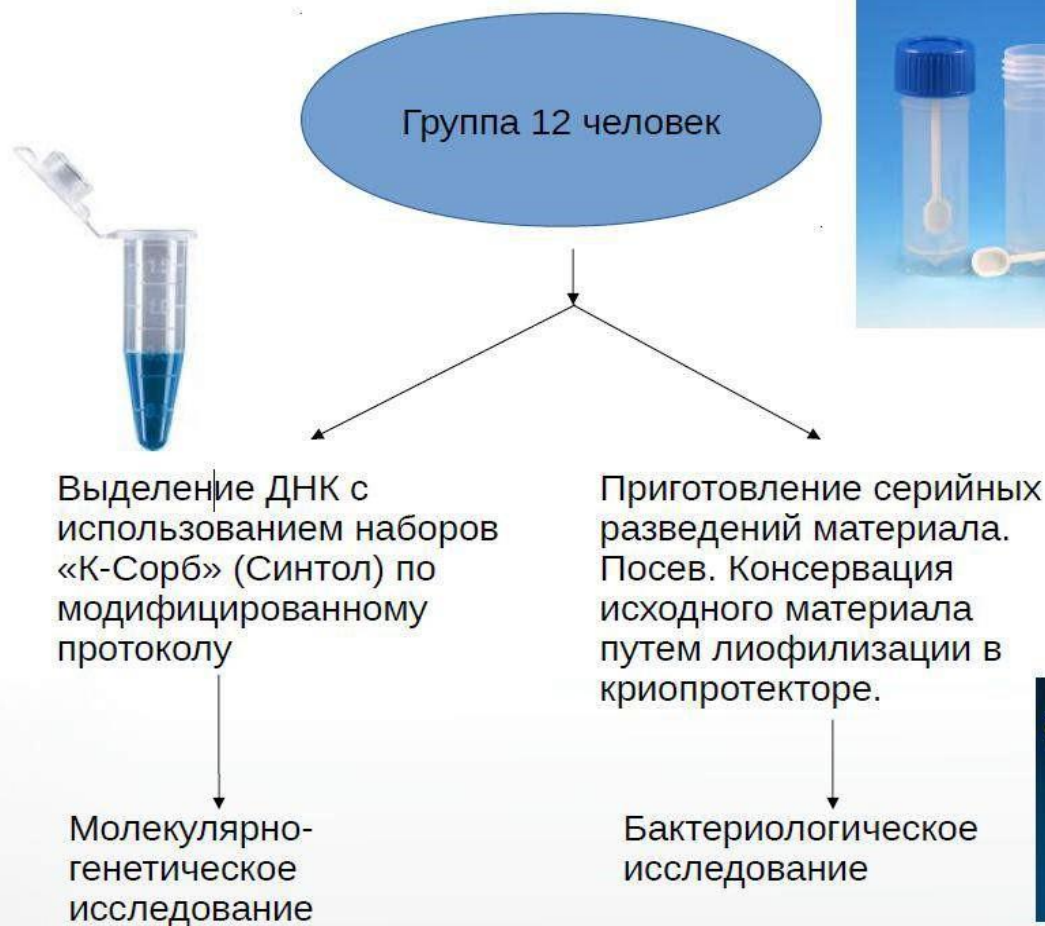 Группа 12 человек
Выделение ДНК с
использованием наборов
«К-Сорб» (Синтол) по
модифицированному
протоколу
Приготовление серийных
разведений материала.
Посев. Консервация
исходного материала
путем лиофилизации в
криопротекторе.
Молекулярно-
генетическое
исследование
Бактериологическое
исследование